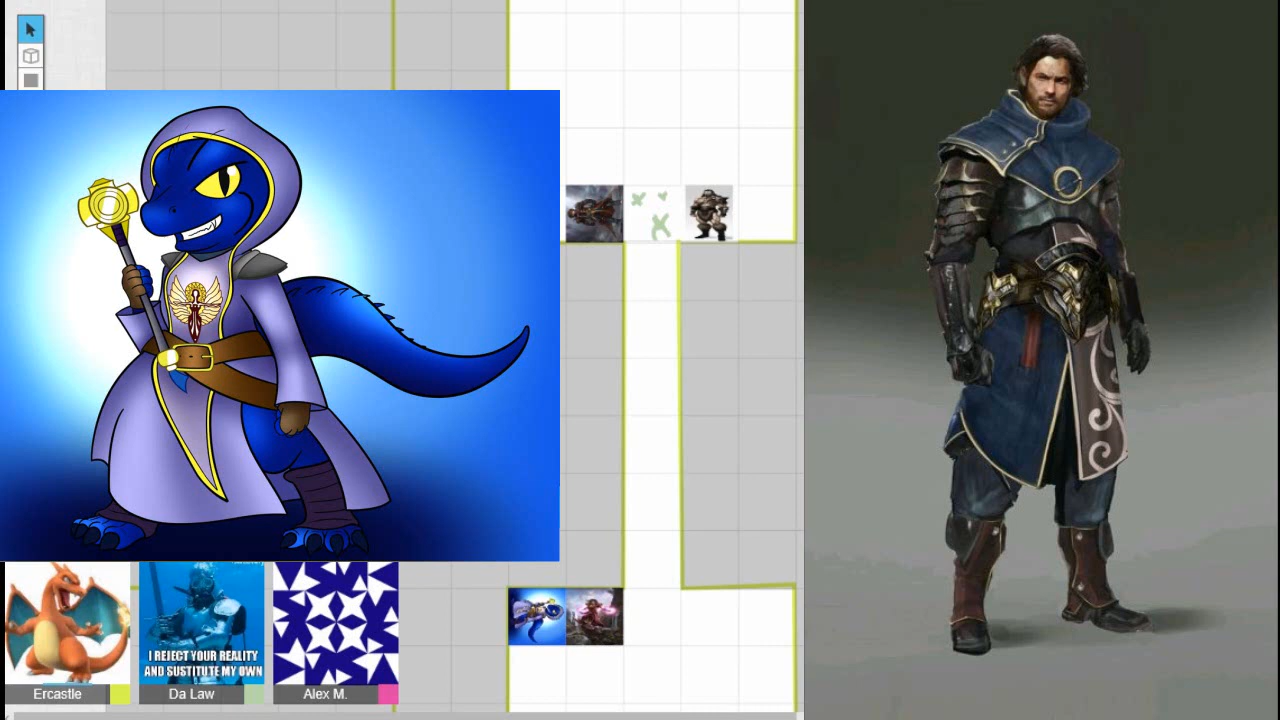 I REJECT YOUR REALITY
AND SUSTITUTE MY OWN
Ercastle
Da Law
Alex M.